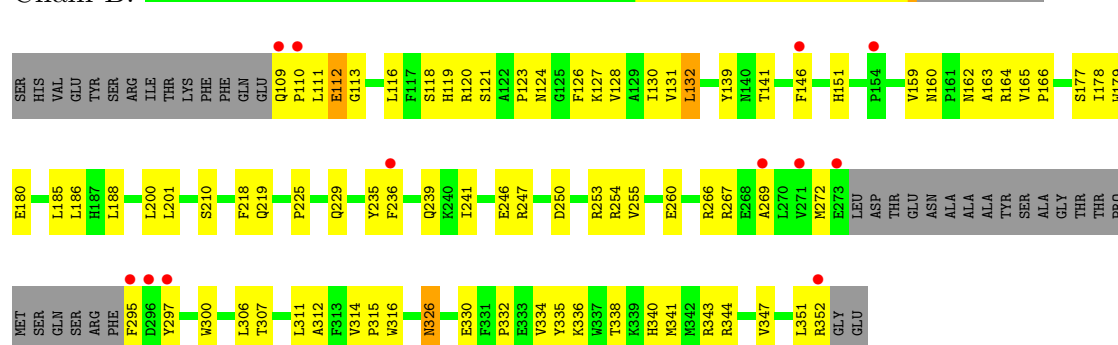 SER HIS VAL GLU TYR SER ARG ILE THR LYS PHE PHE GLN GLU Q109 P110 L111 E112 G113 L116 F117 S118 H119 R120 S121 A122 P123 N124 G125 F126 K127 V128 A129 I130 V131 L132 Y139 N140 T141 F146 H151 P154 V159 N160 P161 N162 A163 R164 V165 P166 S177 I178 W179
E180 L185 L186 H187 L188 L200 L201 S210 F218 Q219 P225 Q229 Y235 F236 Q239 K240 I241 E246 R247 D250 R253 R254 V255 E260 R266 R267 E268 A269 L270 V271 M272 E273 LEU ASP THR GLU ASN ALA ALA ALA TYR SER ALA GLY THR THR PRO
MET SER GLN SER ARG PHE F295 D296 Y297 W300 L306 T307 L311 A312 F313 V314 P315 W316 N326 E330 F331 P332 E333 V334 Y335 K336 W337 T338 K339 H340 M341 M342 R343 R344 V347 L351 R352 GLY GLU